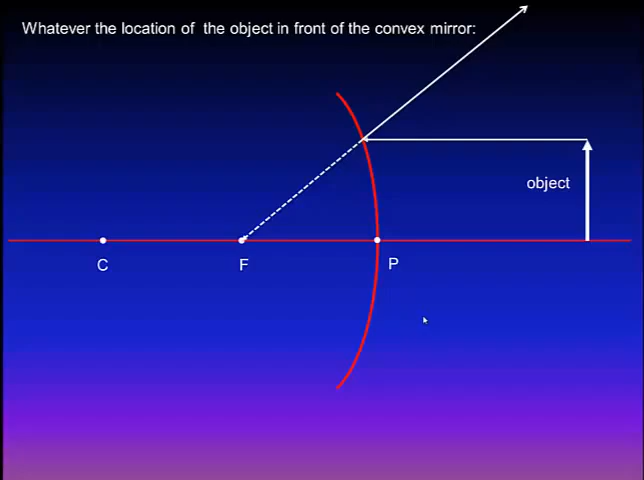 Whatever the location of the object in front of the convex mirror:
object
C F P